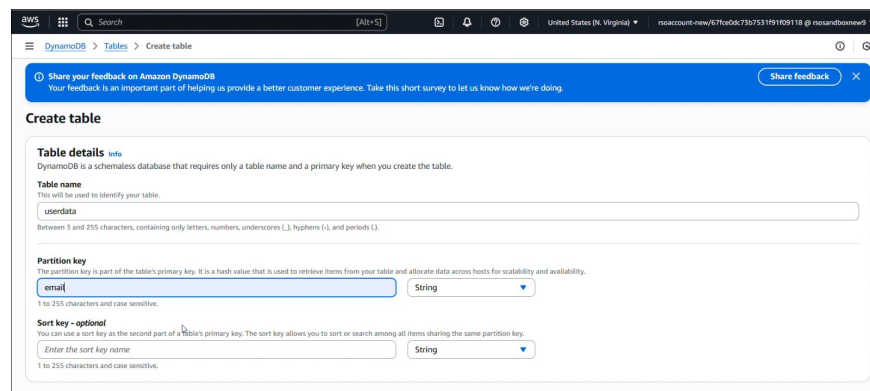 aws
Search [Alt+S]
United States (N. Virginia) ▼
rsoaccount-new/67fce0dc73b7531f91f09118 @ rsosandboxnew9
DynamoDB > Tables > Create table
Share your feedback on Amazon DynamoDB
Your feedback is an important part of helping us provide a better customer experience. Take this short survey to let us know how we're doing.
Share feedback
Create table
Table details Info
DynamoDB is a schemaless database that requires only a table name and a primary key when you create the table.
Table name
This will be used to identify your table.
userdata
Between 3 and 255 characters, containing only letters, numbers, underscores (_), hyphens (-), and periods (.).
Partition key
The partition key is part of the table's primary key. It is a hash value that is used to retrieve items from your table and allocate data across hosts for scalability and availability.
email String
1 to 255 characters and case sensitive.
Sort key - optional
You can use a sort key as the second part of a table's primary key. The sort key allows you to sort or search among all items sharing the same partition key.
Enter the sort key name String
1 to 255 characters and case sensitive.